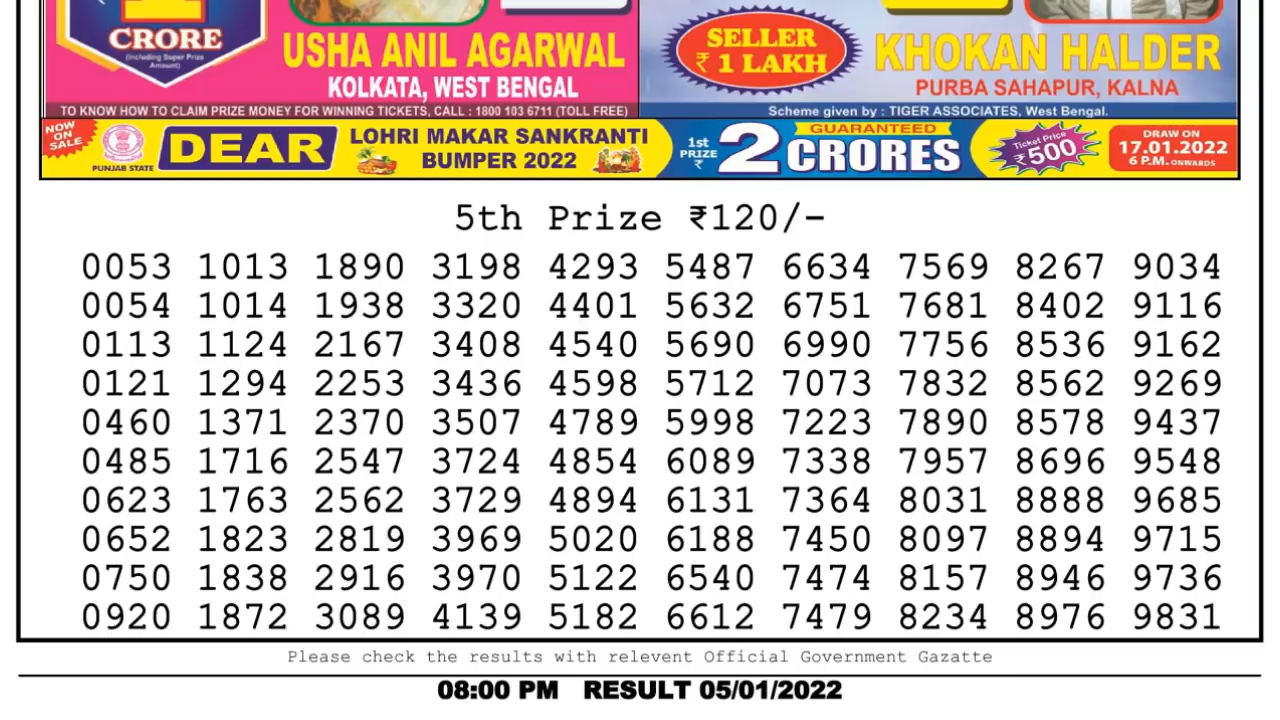 CRORE
(Including Super Prize
Amount)
USHA ANIL AGARWAL
KOLKATA, WEST BENGAL
SELLER
₹ 1 LAKH
KHOKAN HALDER
PURBA SAHAPUR, KALNA
TO KNOW HOW TO CLAIM PRIZE MONEY FOR WINNING TICKETS, CALL : 1800 103 6711 (TOLL FREE)
Scheme given by : TIGER ASSOCIATES, West Bengal.
NOW
ON
SALE
PUNJAB STATE
DEAR
LOHRI MAKAR SANKRANTI
BUMPER 2022
1st
PRIZE
₹
2
GUARANTEED
CRORES
Ticket Price
₹500
DRAW ON
17.01.2022
6 P.M. ONWARDS
5th Prize ₹120/-
0053 1013 1890 3198 4293 5487 6634 7569 8267 9034
0054 1014 1938 3320 4401 5632 6751 7681 8402 9116
0113 1124 2167 3408 4540 5690 6990 7756 8536 9162
0121 1294 2253 3436 4598 5712 7073 7832 8562 9269
0460 1371 2370 3507 4789 5998 7223 7890 8578 9437
0485 1716 2547 3724 4854 6089 7338 7957 8696 9548
0623 1763 2562 3729 4894 6131 7364 8031 8888 9685
0652 1823 2819 3969 5020 6188 7450 8097 8894 9715
0750 1838 2916 3970 5122 6540 7474 8157 8946 9736
0920 1872 3089 4139 5182 6612 7479 8234 8976 9831
Please check the results with relevent Official Government Gazatte
08:00 PM RESULT 05/01/2022